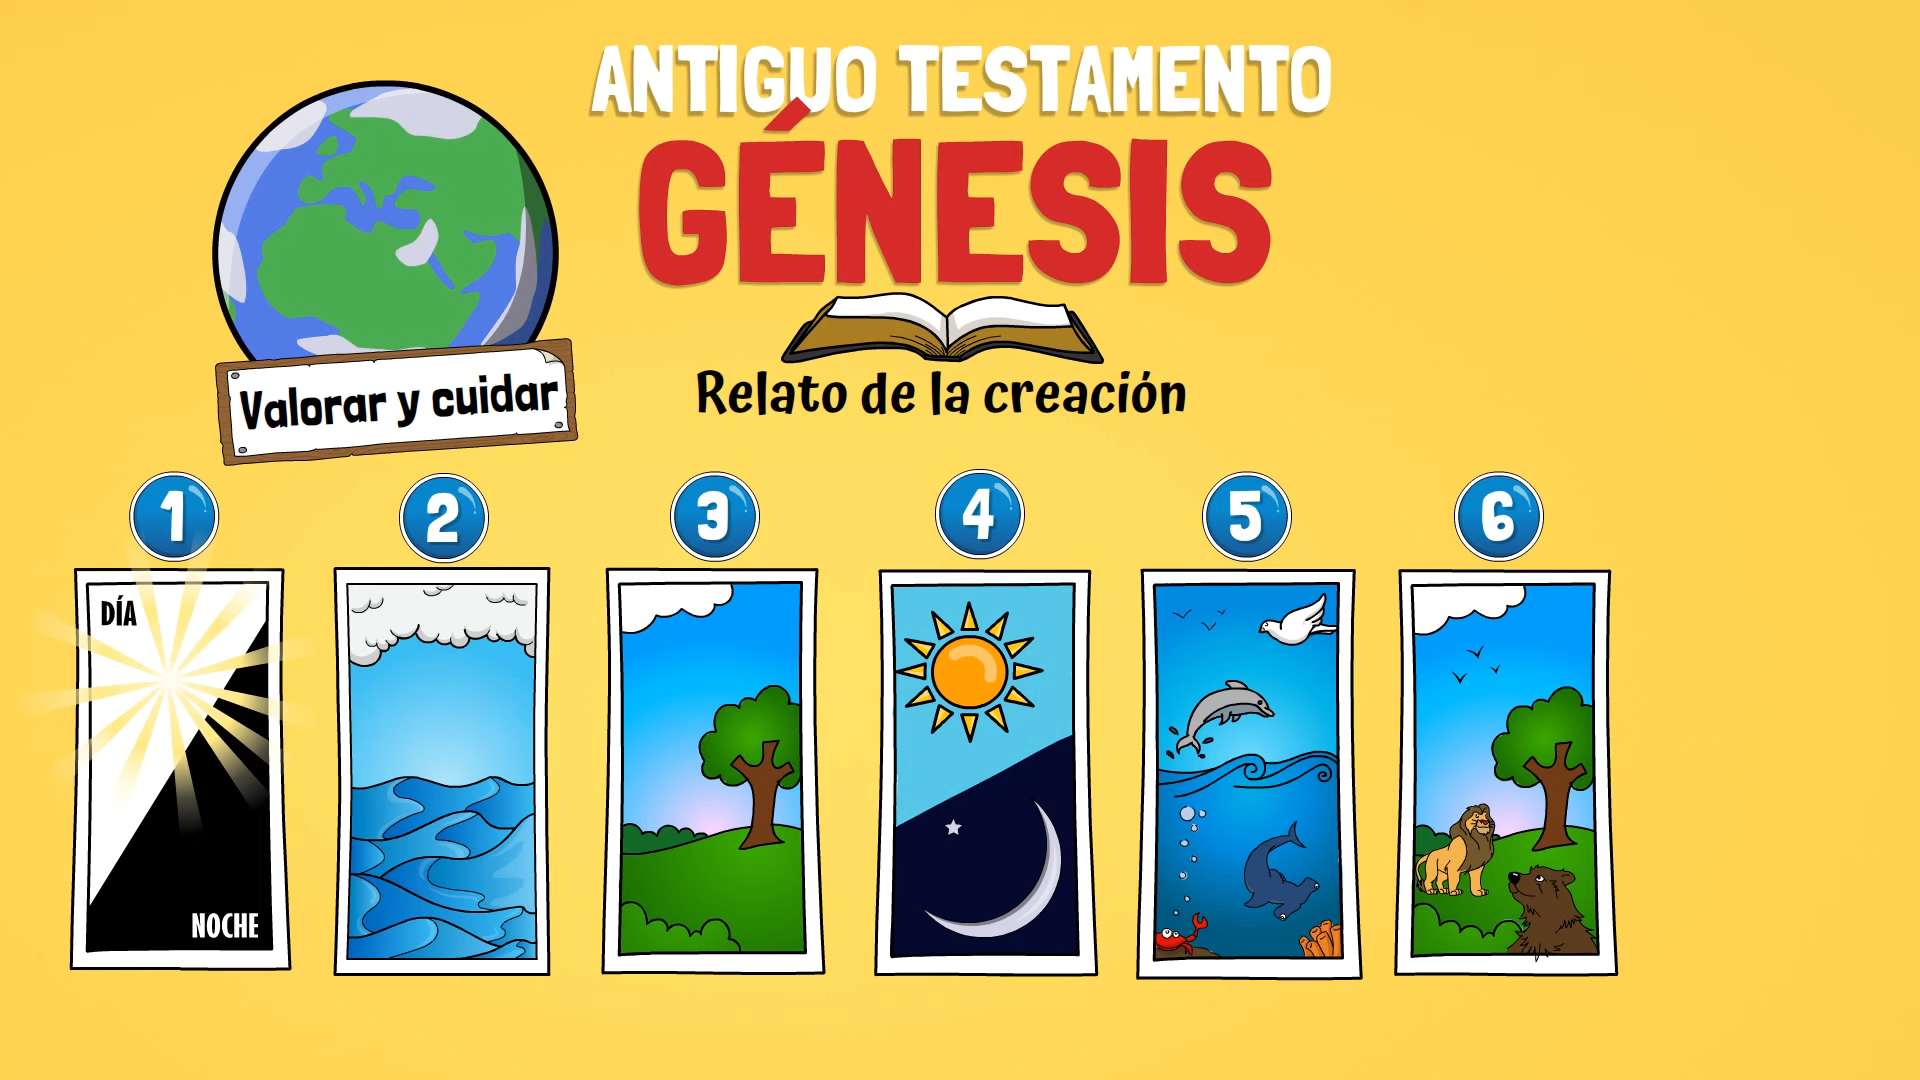 ANTIGUO TESTAMENTO
GÉNESIS
Relato de la creación
Valorar y cuidar
1
2
3
4
5
6
DÍA
NOCHE